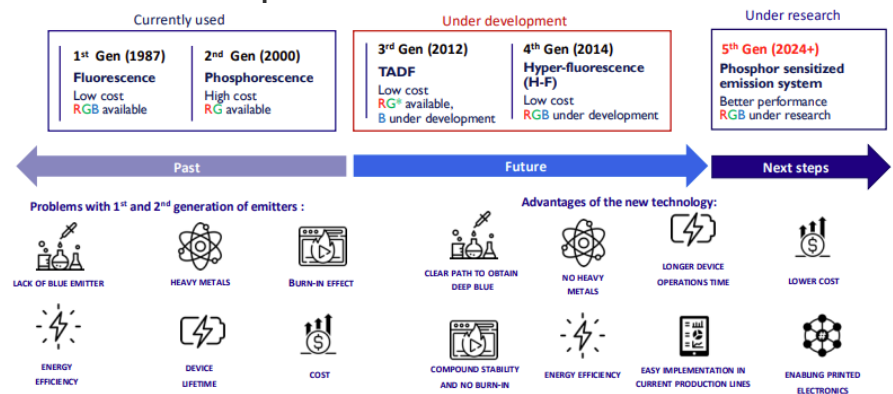 Currently used
Under development
Under research
1st Gen (1987)
Fluorescence
Low cost
RGB available
2nd Gen (2000)
Phosphorescence
High cost
RG available
3rd Gen (2012)
TADF
Low cost
RG* available,
B under development
4th Gen (2014)
Hyper-fluorescence
(H-F)
Low cost
RGB under development
5th Gen (2024+)
Phosphor sensitized
emission system
Better performance
RGB under research
Past
Future
Next steps
Problems with 1st and 2nd generation of emitters :
LACK OF BLUE EMITTER
HEAVY METALS
BURN-IN EFFECT
ENERGY
EFFICIENCY
DEVICE
LIFETIME
COST
Advantages of the new technology:
CLEAR PATH TO OBTAIN
DEEP BLUE
NO HEAVY
METALS
LONGER DEVICE
OPERATIONS TIME
LOWER COST
COMPOUND STABILITY
AND NO BURN-IN
ENERGY EFFICIENCY
EASY IMPLEMENTATION IN
CURRENT PRODUCTION LINES
ENABLING PRINTED
ELECTRONICS